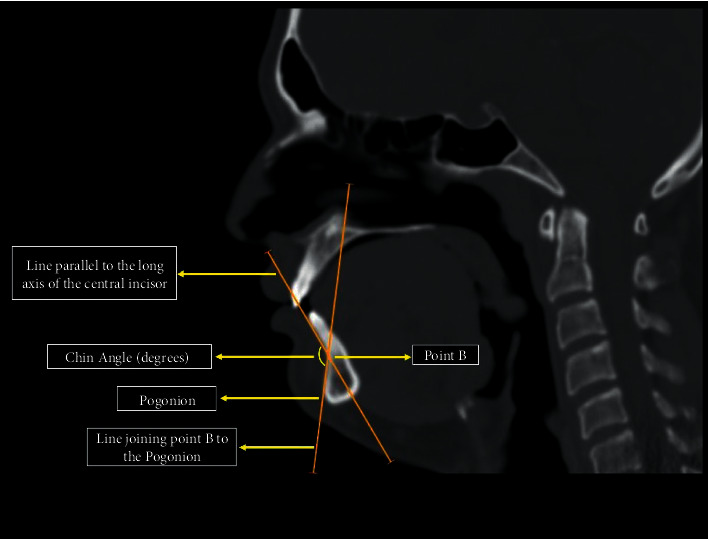 Line parallel to the long
axis of the central incisor
Chin Angle (degrees)
Point B
Pogonion
Line joining point B to
the Pogonion